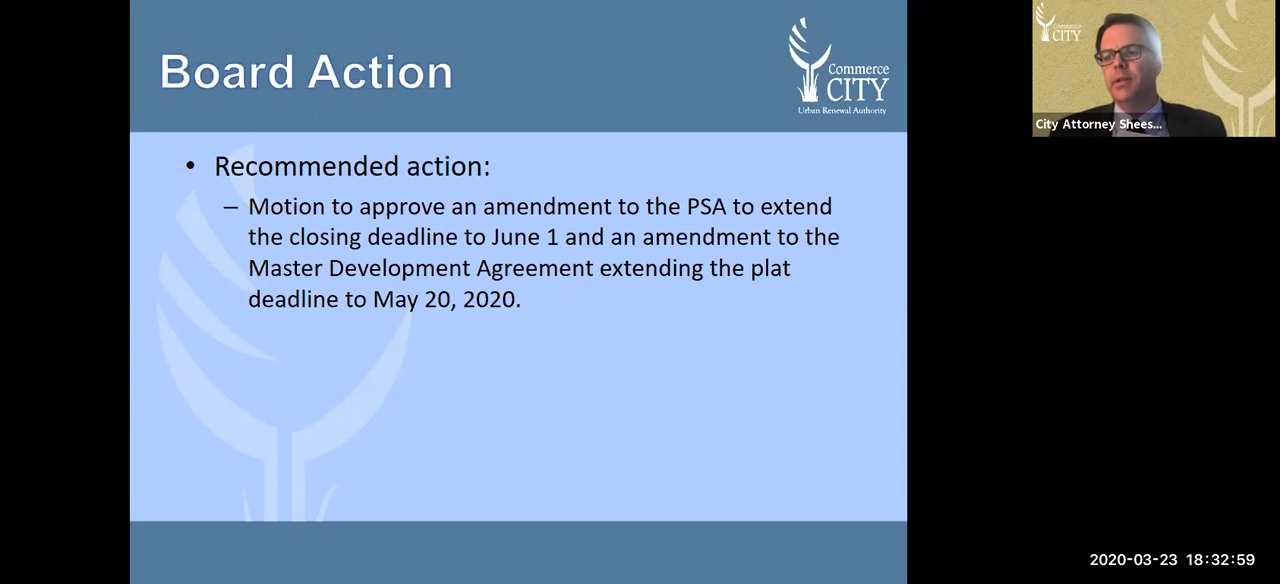 Board Action
Commerce
CITY
Urban Renewal Authority
• Recommended action:
– Motion to approve an amendment to the PSA to extend
the closing deadline to June 1 and an amendment to the
Master Development Agreement extending the plat
deadline to May 20, 2020.
Commerce
CITY
City Attorney Shees...
2020-03-23 18:32:59